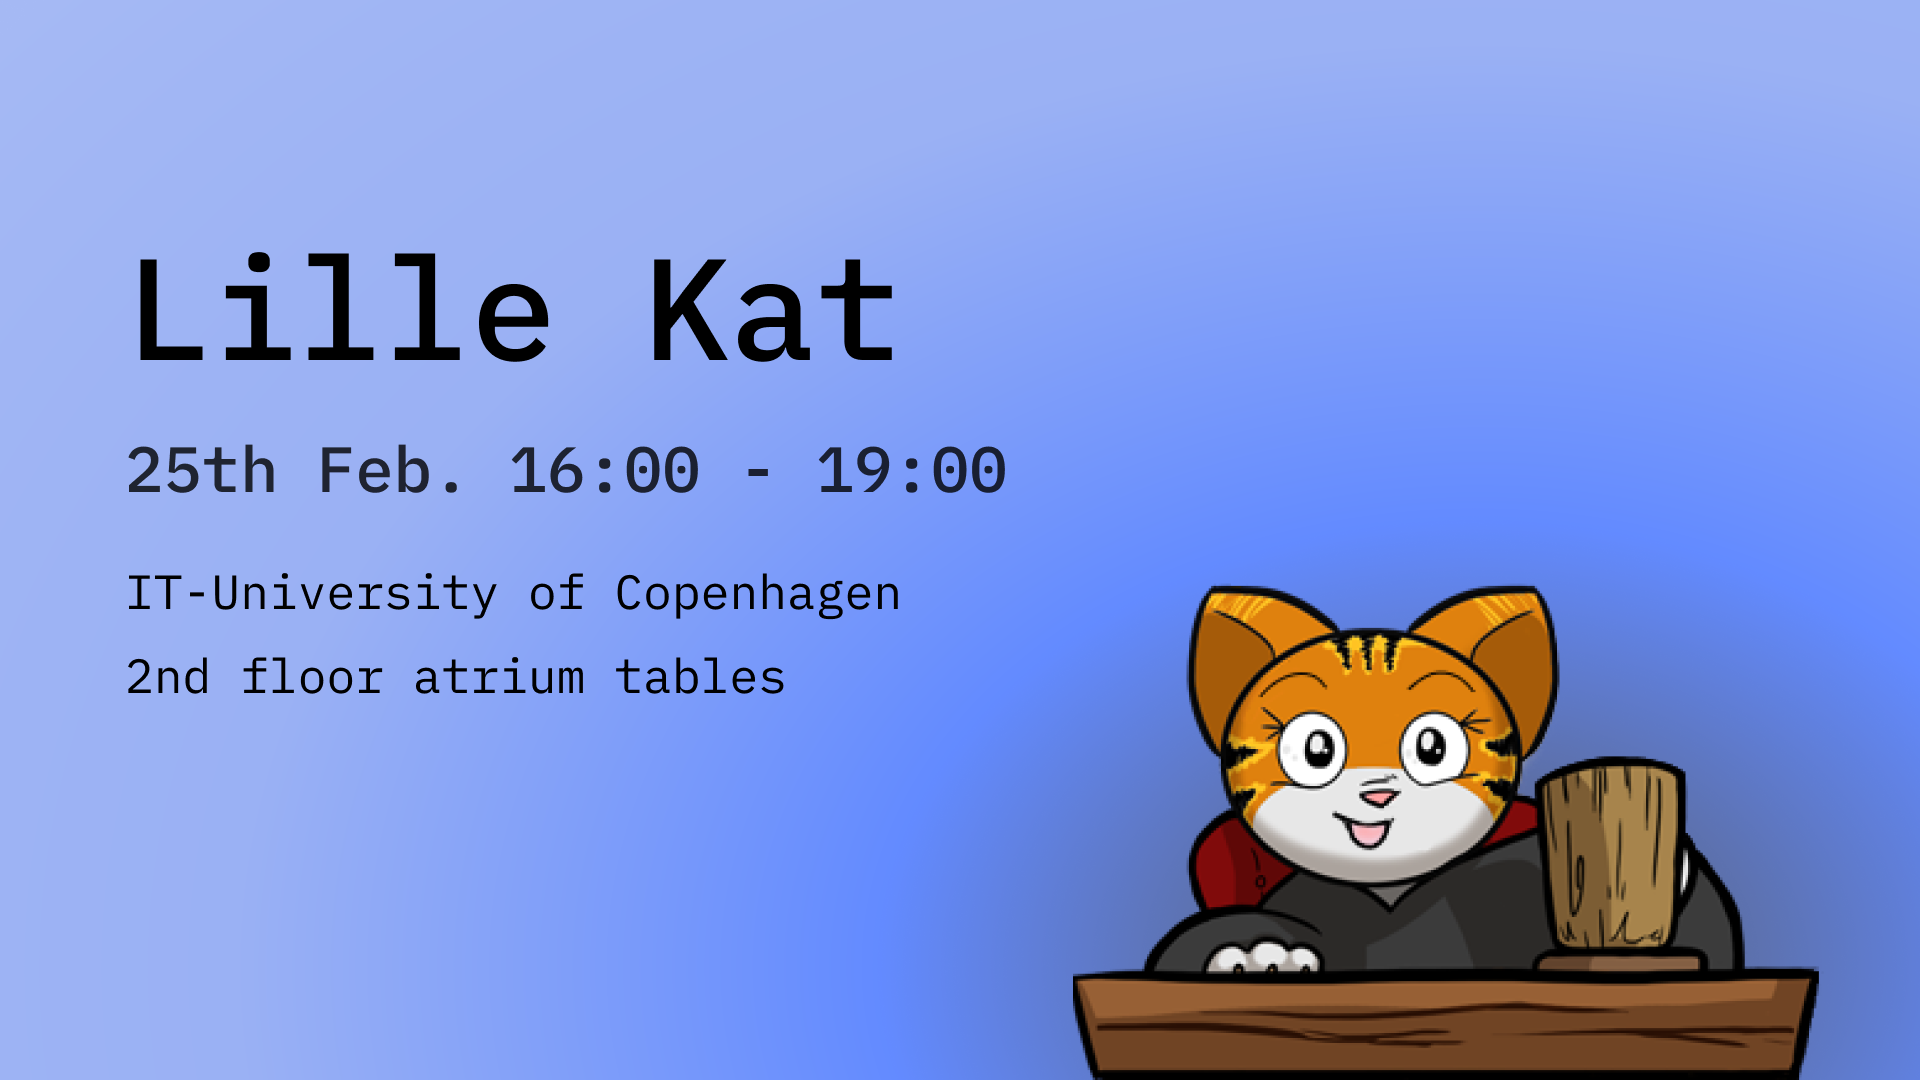 Lille Kat
25th Feb. 16:00 - 19:00
IT-University of Copenhagen
2nd floor atrium tables